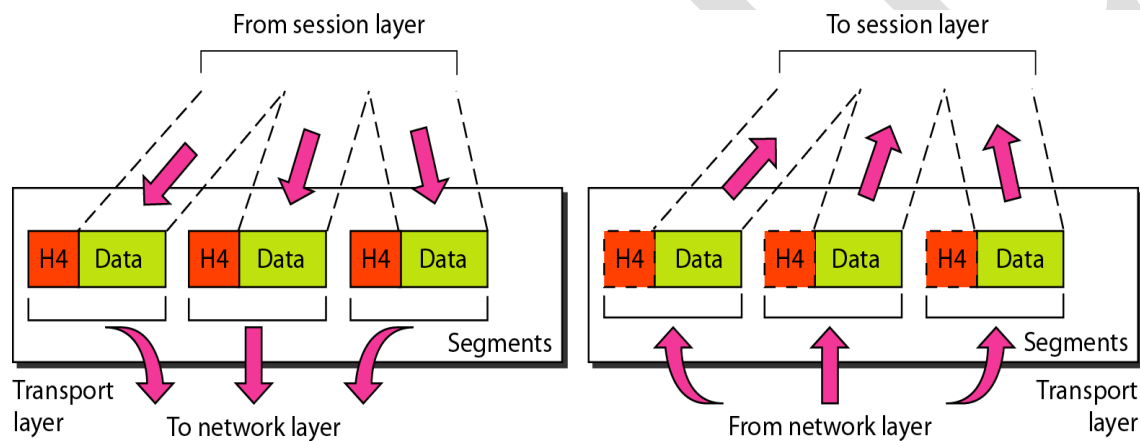 From session layer
H4 Data H4 Data H4 Data
Segments
Transport
layer
To network layer
To session layer
H4 Data H4 Data H4 Data
Segments
From network layer
Transport
layer